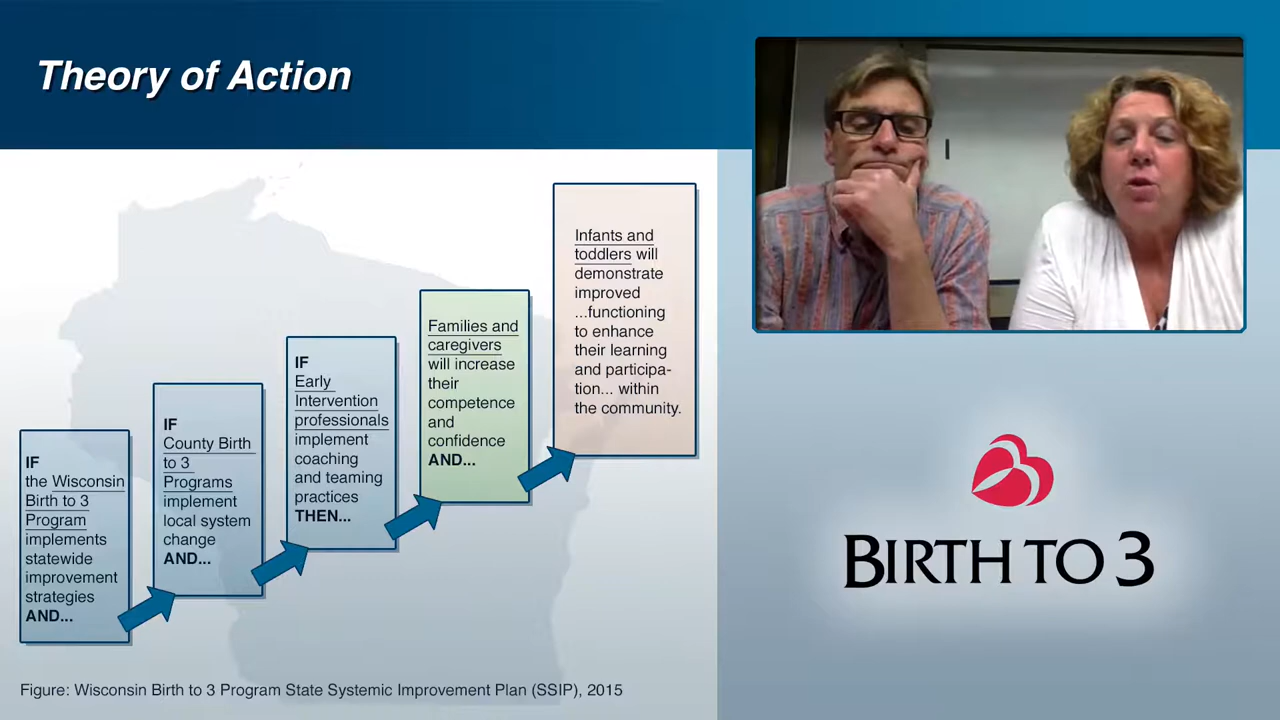 Theory of Action
IF
the Wisconsin
Birth to 3
Program
implements
statewide
improvement
strategies
AND...
IF
County Birth
to 3
Programs
implement
local system
change
AND...
IF
Early
Intervention
professionals
implement
coaching
and teaming
practices
THEN...
Families and
caregivers
will increase
their
competence
and
confidence
AND...
Infants and
toddlers will
demonstrate
improved
...functioning
to enhance
their learning
and participa-
tion... within
the community.
Figure: Wisconsin Birth to 3 Program State Systemic Improvement Plan (SSIP), 2015
BIRTH TO 3